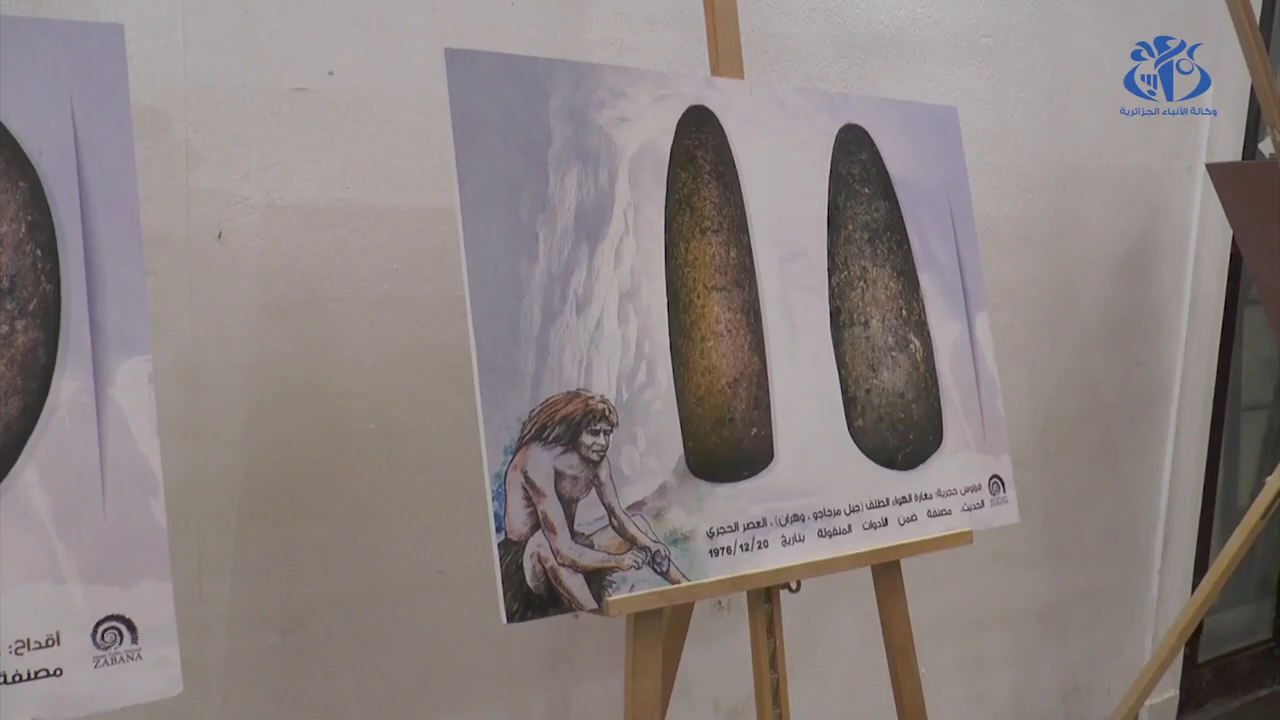 وكالة الأنباء الجزائرية
فؤوس حجرية: مغارة الهواء الطلق (جبل مرجاجو ، وهران) ، العصر الحجري
الحديث، مصنفة ضمن الأدوات المنقولة بتاريخ 1976/12/20
ZABANA
أقداح:
مصنفة
ZABANA